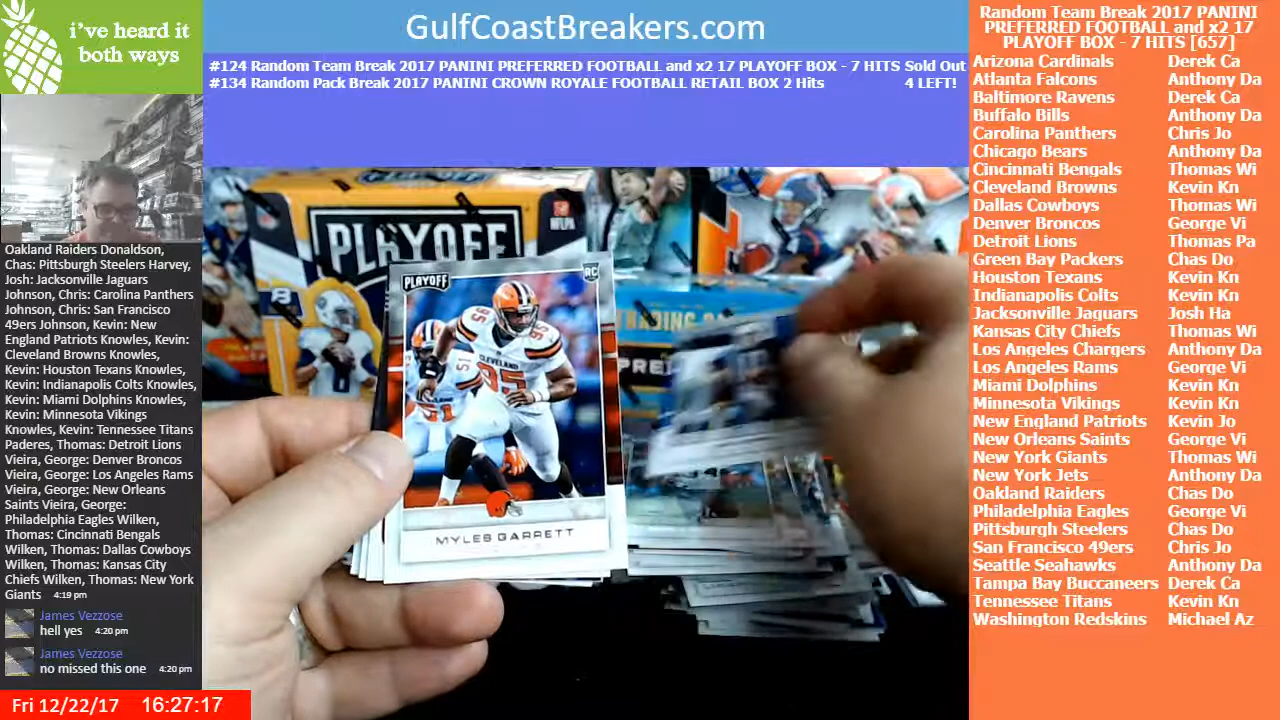 i've heard it
both ways
GulfCoastBreakers.com
#124 Random Team Break 2017 PANINI PREFERRED FOOTBALL and x2 17 PLAYOFF BOX - 7 HITS Sold Out
#134 Random Pack Break 2017 PANINI CROWN ROYALE FOOTBALL RETAIL BOX 2 Hits 4 LEFT!
Random Team Break 2017 PANINI
PREFERRED FOOTBALL and x2 17
PLAYOFF BOX - 7 HITS [657]
Arizona Cardinals Derek Ca
Atlanta Falcons Anthony Da
Baltimore Ravens Derek Ca
Buffalo Bills Anthony Da
Carolina Panthers Chris Jo
Chicago Bears Anthony Da
Cincinnati Bengals Thomas Wi
Cleveland Browns Kevin Kn
Dallas Cowboys Thomas Wi
Denver Broncos George Vi
Detroit Lions Thomas Pa
Green Bay Packers Chas Do
Houston Texans Kevin Kn
Indianapolis Colts Kevin Kn
Jacksonville Jaguars Josh Ha
Kansas City Chiefs Thomas Wi
Los Angeles Chargers Anthony Da
Los Angeles Rams George Vi
Miami Dolphins Kevin Kn
Minnesota Vikings Kevin Kn
New England Patriots Kevin Jo
New Orleans Saints George Vi
New York Giants Thomas Wi
New York Jets Anthony Da
Oakland Raiders Chas Do
Philadelphia Eagles George Vi
Pittsburgh Steelers Chas Do
San Francisco 49ers Chris Jo
Seattle Seahawks Anthony Da
Tampa Bay Buccaneers Derek Ca
Tennessee Titans Kevin Kn
Washington Redskins Michael Az
Oakland Raiders Donaldson,
Chas: Pittsburgh Steelers Harvey,
Josh: Jacksonville Jaguars
Johnson, Chris: Carolina Panthers
Johnson, Chris: San Francisco
49ers Johnson, Kevin: New
England Patriots Knowles, Kevin:
Cleveland Browns Knowles,
Kevin: Houston Texans Knowles,
Kevin: Indianapolis Colts Knowles,
Kevin: Miami Dolphins Knowles,
Kevin: Minnesota Vikings
Knowles, Kevin: Tennessee Titans
Paderes, Thomas: Detroit Lions
Vieira, George: Denver Broncos
Vieira, George: Los Angeles Rams
Vieira, George: New Orleans
Saints Vieira, George:
Philadelphia Eagles Wilken,
Thomas: Cincinnati Bengals
Wilken, Thomas: Dallas Cowboys
Wilken, Thomas: Kansas City
Chiefs Wilken, Thomas: New York
Giants 4:19 pm
James Vezzose
hell yes 4:20 pm
James Vezzose
no missed this one 4:20 pm
Fri 12/22/17 16:27:17
PLAYOFF
PLAYOFF
RC
CLEVELAND
95
95
51
MYLES GARRETT